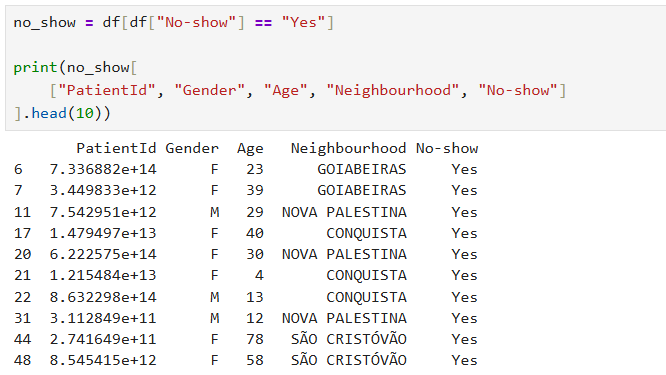 no_show = df[df["No-show"] == "Yes"]
print(no_show[
["PatientId", "Gender", "Age", "Neighbourhood", "No-show"]
].head(10))
PatientId Gender Age Neighbourhood No-show
6 7.336882e+14 F 23 GOIABEIRAS Yes
7 3.449833e+12 F 39 GOIABEIRAS Yes
11 7.542951e+12 M 29 NOVA PALESTINA Yes
17 1.479497e+13 F 40 CONQUISTA Yes
20 6.222575e+14 F 30 NOVA PALESTINA Yes
21 1.215484e+13 F 4 CONQUISTA Yes
22 8.632298e+14 M 13 CONQUISTA Yes
31 3.112849e+11 M 12 NOVA PALESTINA Yes
44 2.741649e+11 F 78 SÃO CRISTÓVÃO Yes
48 8.545415e+12 F 58 SÃO CRISTÓVÃO Yes